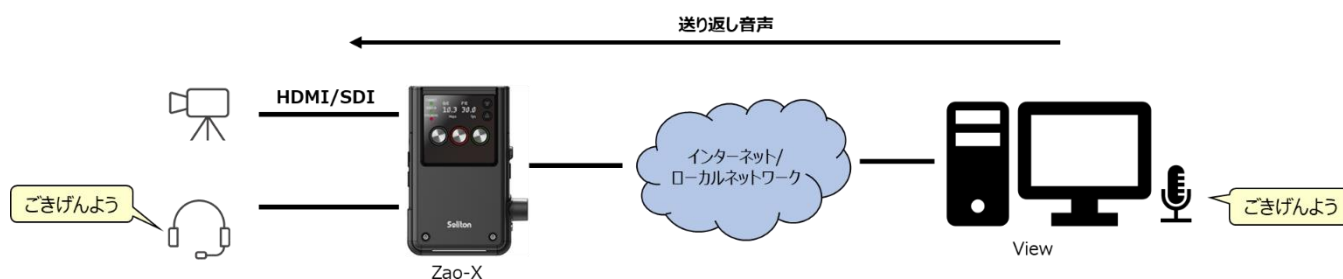 送り返し音声
HDMI/SDI
インターネット/
ローカルネットワーク
ごきげんよう
ごきげんよう
Soliton
View
Zao-X